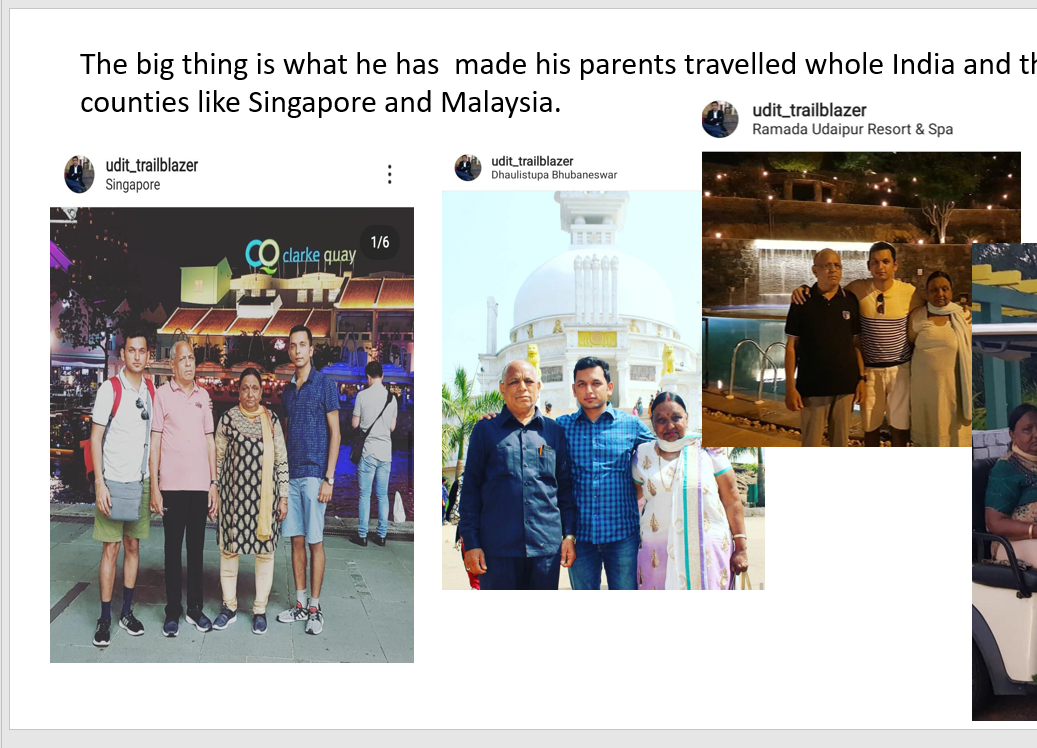 The big thing is what he has  made his parents travelled whole India and th
counties like Singapore and Malaysia.
udit_trailblazer
Ramada Udaipur Resort & Spa
udit_trailblazer
Singapore
udit_trailblazer
Dhaulistupa Bhubaneswar
1/6
CQ clarke quay